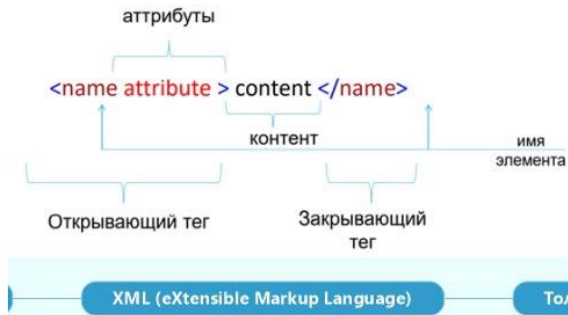 аттрибуты
<name attribute > content </name>
контент
имя
элемента
Открывающий тег
Закрывающий
тег
XML (eXtensible Markup Language)